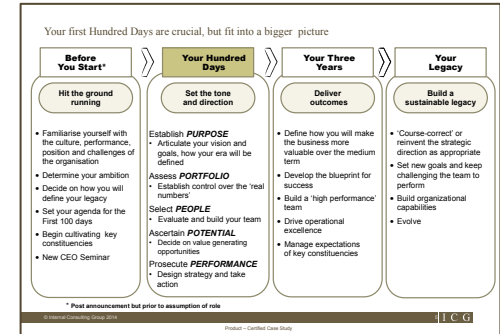 Your first Hundred Days are crucial, but fit into a bigger picture
Before
You Start*
Hit the ground
running
• Familiarise yourself with
the culture, performance,
position and challenges of
the organisation
• Determine your ambition
• Decide on how you will
define your legacy
• Set your agenda for the
First 100 days
• Begin cultivating key
constituencies
• New CEO Seminar
Your Hundred
Days
Set the tone
and direction
Establish PURPOSE
• Articulate your vision and
goals, how your era will be
defined
Assess PORTFOLIO
• Establish control over the 'real
numbers'
Select PEOPLE
• Evaluate and build your team
Ascertain POTENTIAL
• Decide on value generating
opportunities
Prosecute PERFORMANCE
• Design strategy and take
action
Your Three
Years
Deliver
outcomes
• Define how you will make
the business more
valuable over the medium
term
• Develop the blueprint for
success
• Build a 'high performance'
team
• Drive operational
excellence
• Manage expectations
of key constituencies
Your
Legacy
Build a
sustainable legacy
• 'Course-correct' or
reinvent the strategic
direction as appropriate
• Set new goals and keep
challenging the team to
perform
• Build organizational
capabilities
• Evolve
* Post announcement but prior to assumption of role
© Internal Consulting Group 2014
I C G
Product – Certified Case Study